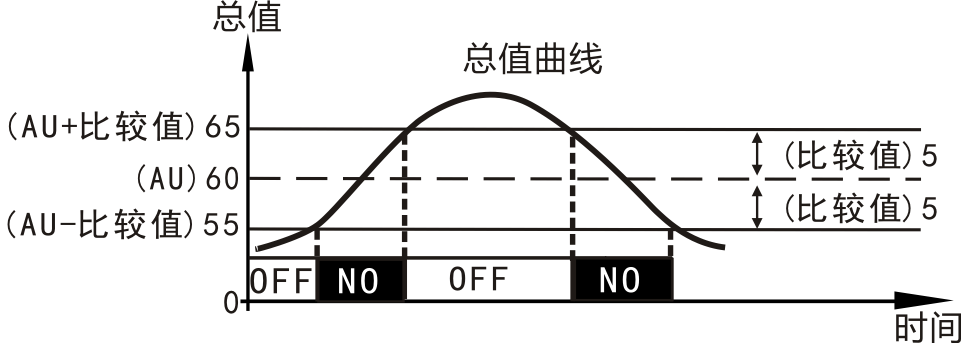 总值
总值曲线
(AU+比较值) 65
(比较值) 5
(AU) 60
(比较值) 5
(AU-比较值) 55
OFF NO OFF NO
0
时间